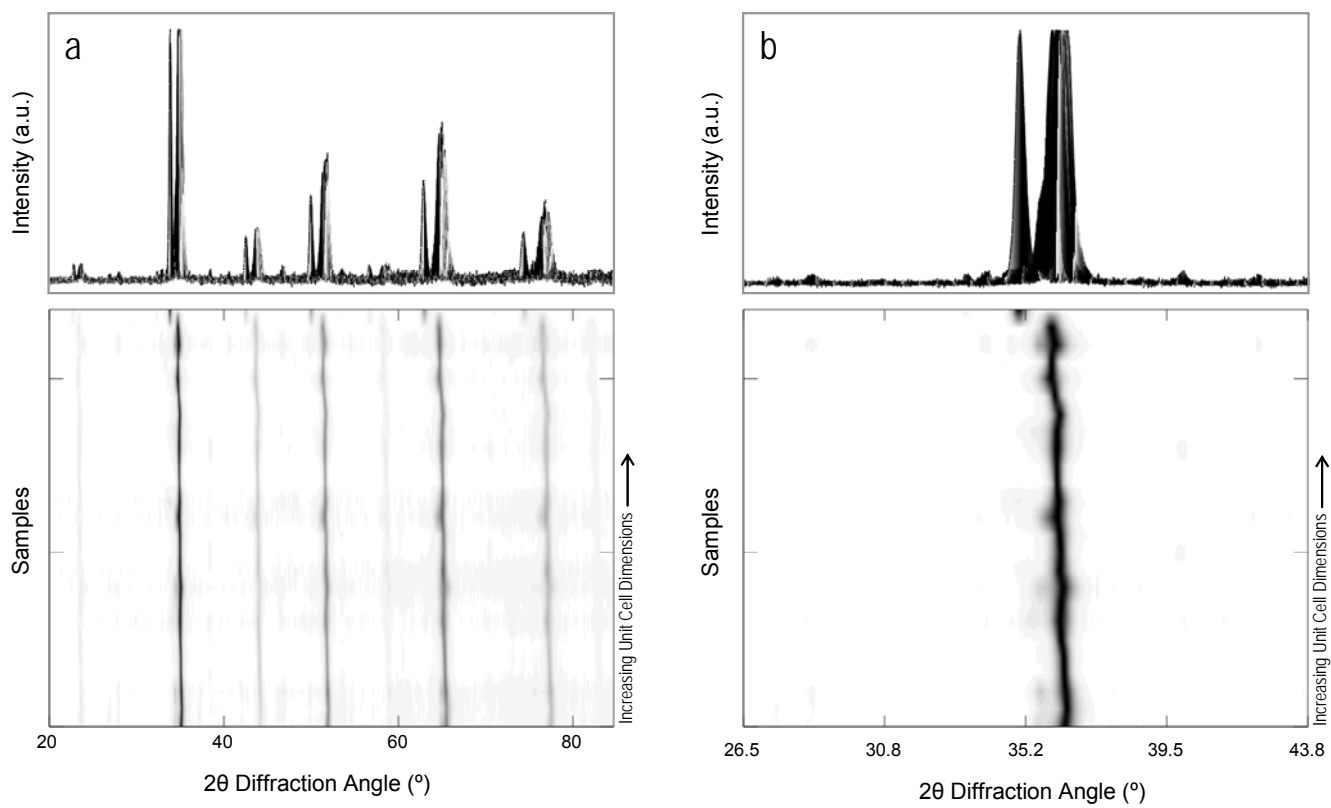 a
Intensity (a.u.)
Samples
Increasing Unit Cell Dimensions
20
40
60
80
2θ Diffraction Angle (º)
b
Intensity (a.u.)
Samples
Increasing Unit Cell Dimensions
26.5
30.8
35.2
39.5
43.8
2θ Diffraction Angle (º)